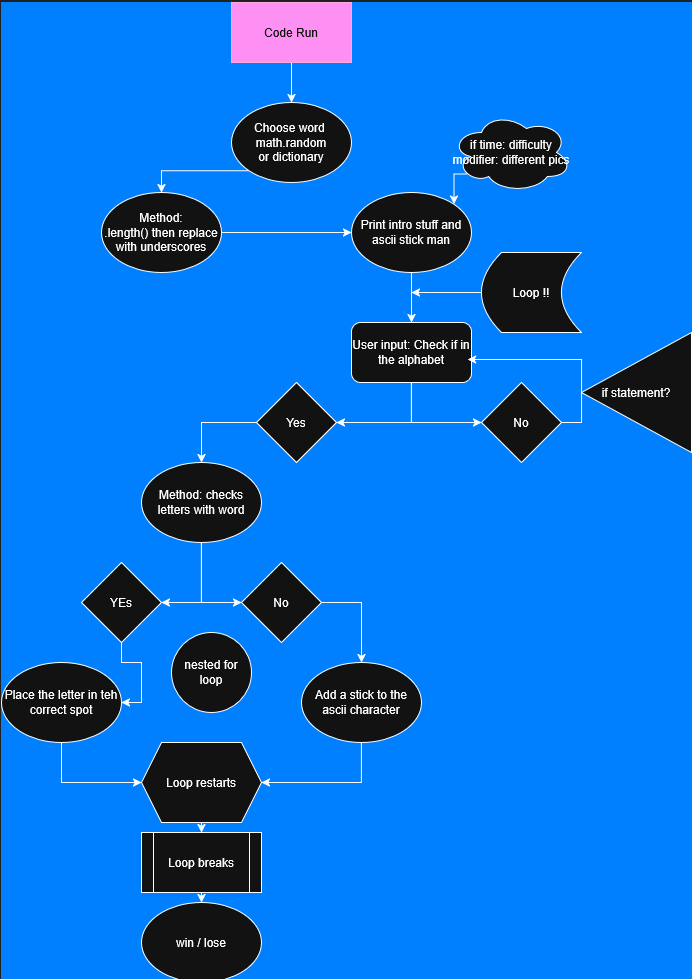 Code Run
Choose word
math.random
or dictionary
if time: difficulty
modifier: different pics
Method:
.length() then replace
with underscores
Print intro stuff and
ascii stick man
Loop !!
User input: Check if in
the alphabet
if statement?
Yes
No
Method: checks
letters with word
YEs
No
nested for
loop
Place the letter in teh
correct spot
Add a stick to the
ascii character
Loop restarts
Loop breaks
win / lose